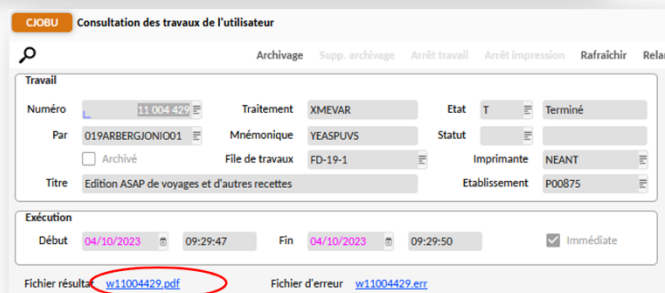 CJOBU Consultation des travaux de l'utilisateur
Archivage Supp. archivage Arrêt travail Arrêt impression Rafraîchir Relan
Travail
Numéro 11 004 429 Traitement XMEVAR Etat T Terminé
Par 019ARBERGJONIO01 Mnémonique YEASPUVS Statut
Archivé File de travaux FD-19-1 Imprimante NEANT
Titre Edition ASAP de voyages et d'autres recettes Etablissement P00875
Exécution
Début 04/10/2023 09:29:47 Fin 04/10/2023 09:29:50 Immédiate
Fichier résultat w11004429.pdf Fichier d'erreur w11004429.err